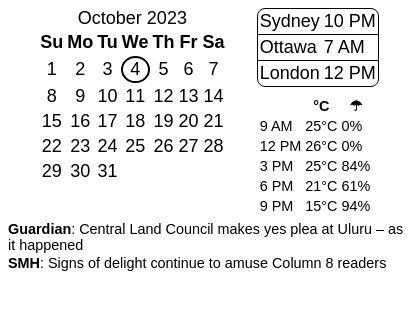 October 2023
Su Mo Tu We Th Fr Sa
1 2 3 4 5 6 7
8 9 10 11 12 13 14
15 16 17 18 19 20 21
22 23 24 25 26 27 28
29 30 31
Sydney 10 PM
Ottawa 7 AM
London 12 PM
°C ☂
9 AM 25°C 0%
12 PM 26°C 0%
3 PM 25°C 84%
6 PM 21°C 61%
9 PM 15°C 94%
Guardian: Central Land Council makes yes plea at Uluru – as
it happened
SMH: Signs of delight continue to amuse Column 8 readers